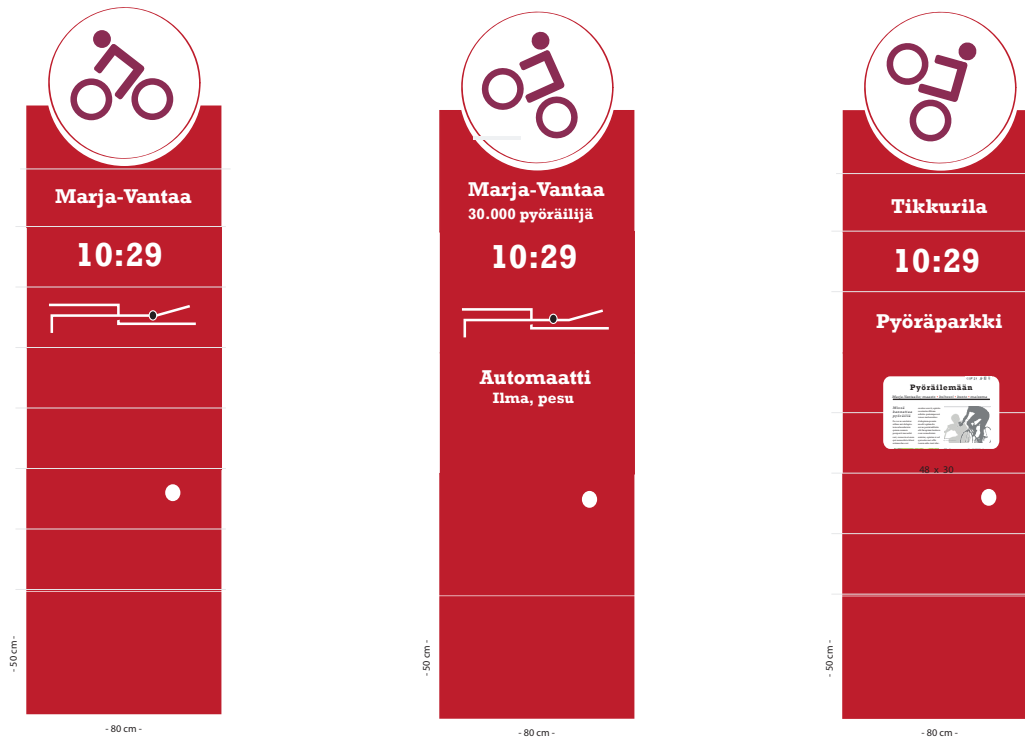 Marja-Vantaa
10:29
- 50 cm -
- 80 cm -
Marja-Vantaa
30.000 pyöräilijä
10:29
Automaatti
Ilma, pesu
- 50 cm -
- 80 cm -
Tikkurila
10:29
Pyöräparkki
Pyöräilemään
48 x 30
- 50 cm -
- 80 cm -